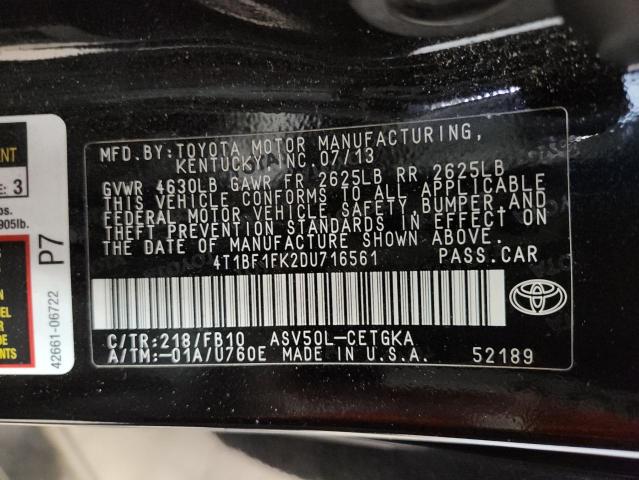 MFD.BY:TOYOTA MOTOR MANUFACTURING,
KENTUCKY, INC.07/13
GVWR 4630LB GAWR FR 2625LB RR 2625LB
THIS VEHICLE CONFORMS TO ALL APPLICABLE
FEDERAL MOTOR VEHICLE SAFETY, BUMPER,AND
THEFT PREVENTION STANDARDS IN EFFECT ON
THE DATE OF MANUFACTURE SHOWN ABOVE.
4T1BF1FK2DU716561 PASS.CAR
C/TR:218/FB10 ASV50L-CETGKA
A/TM:-01A/U760E MADE IN U.S.A. 52189
P7
42661-06722
3
905lb.